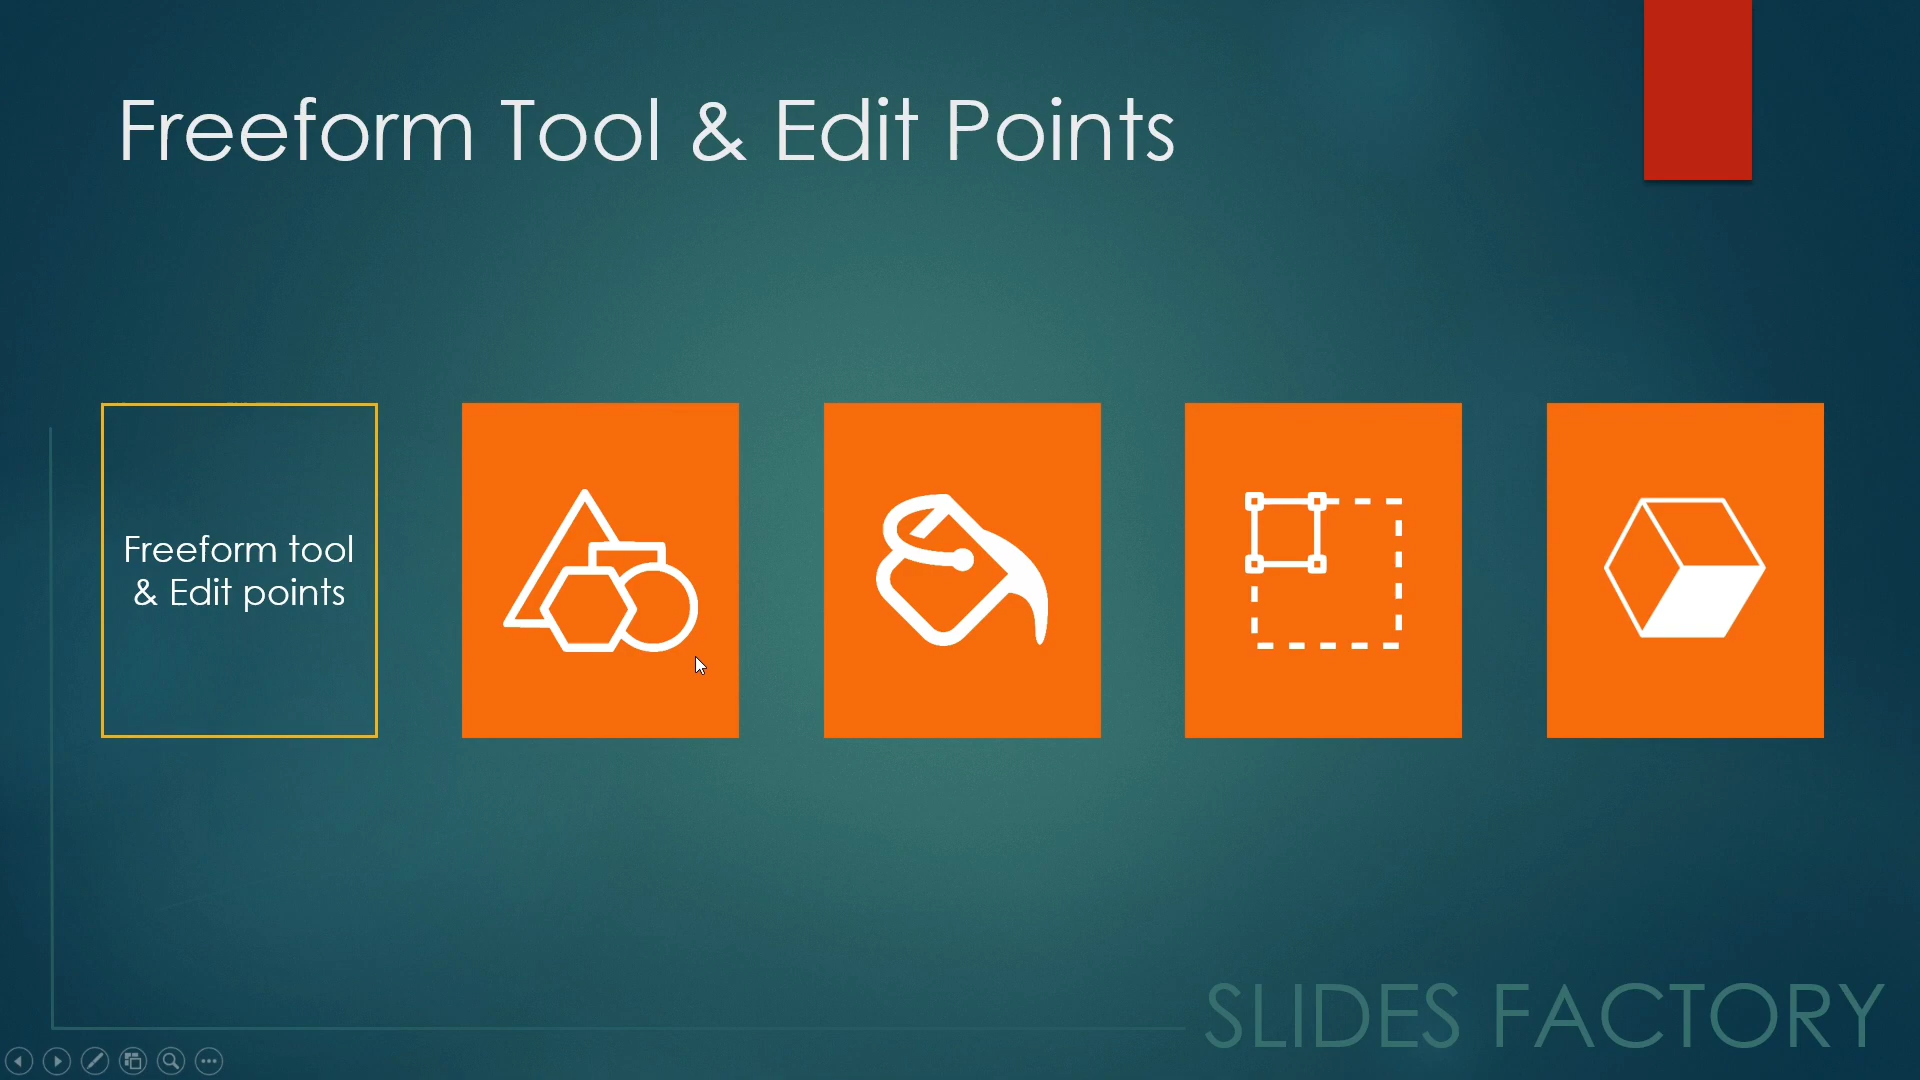 Freeform Tool & Edit Points
Freeform tool
& Edit points
SLIDES FACTORY